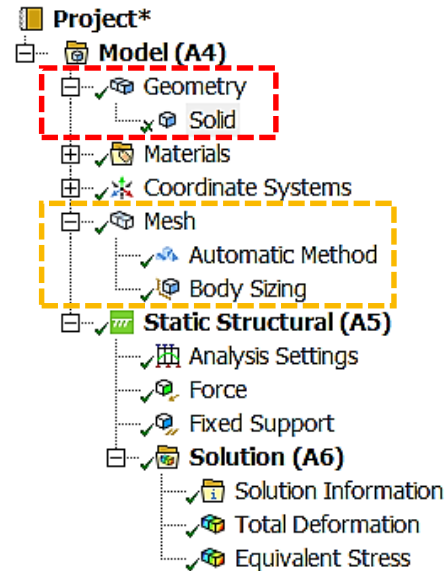 Project*
Model (A4)
Geometry
Solid
Materials
Coordinate Systems
Mesh
Automatic Method
Body Sizing
Static Structural (A5)
Analysis Settings
Force
Fixed Support
Solution (A6)
Solution Information
Total Deformation
Equivalent Stress